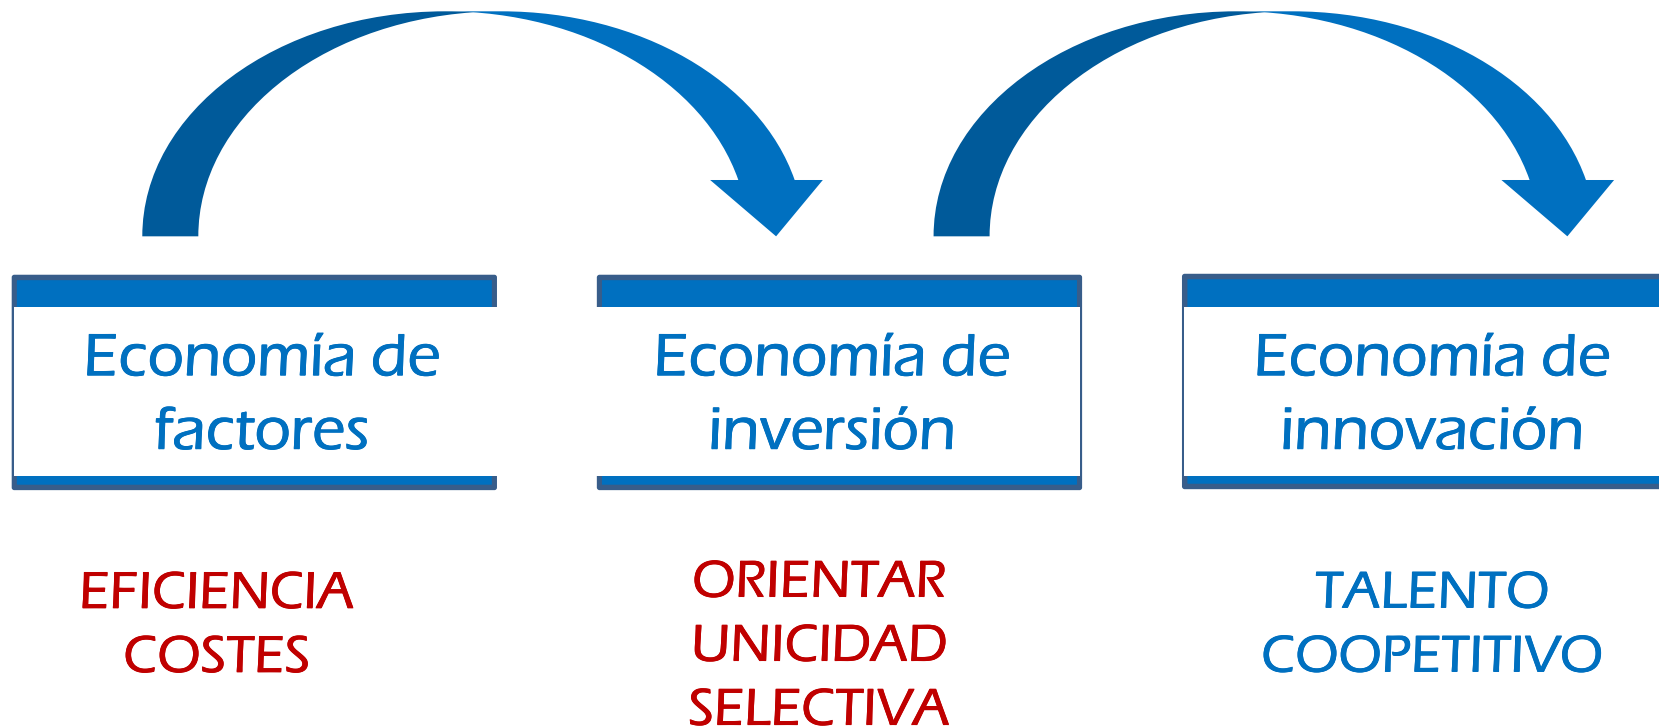 Economía de
factores
Economía de
inversión
Economía de
innovación
EFICIENCIA
COSTES
ORIENTAR
UNICIDAD
SELECTIVA
TALENTO
COOPETITIVO